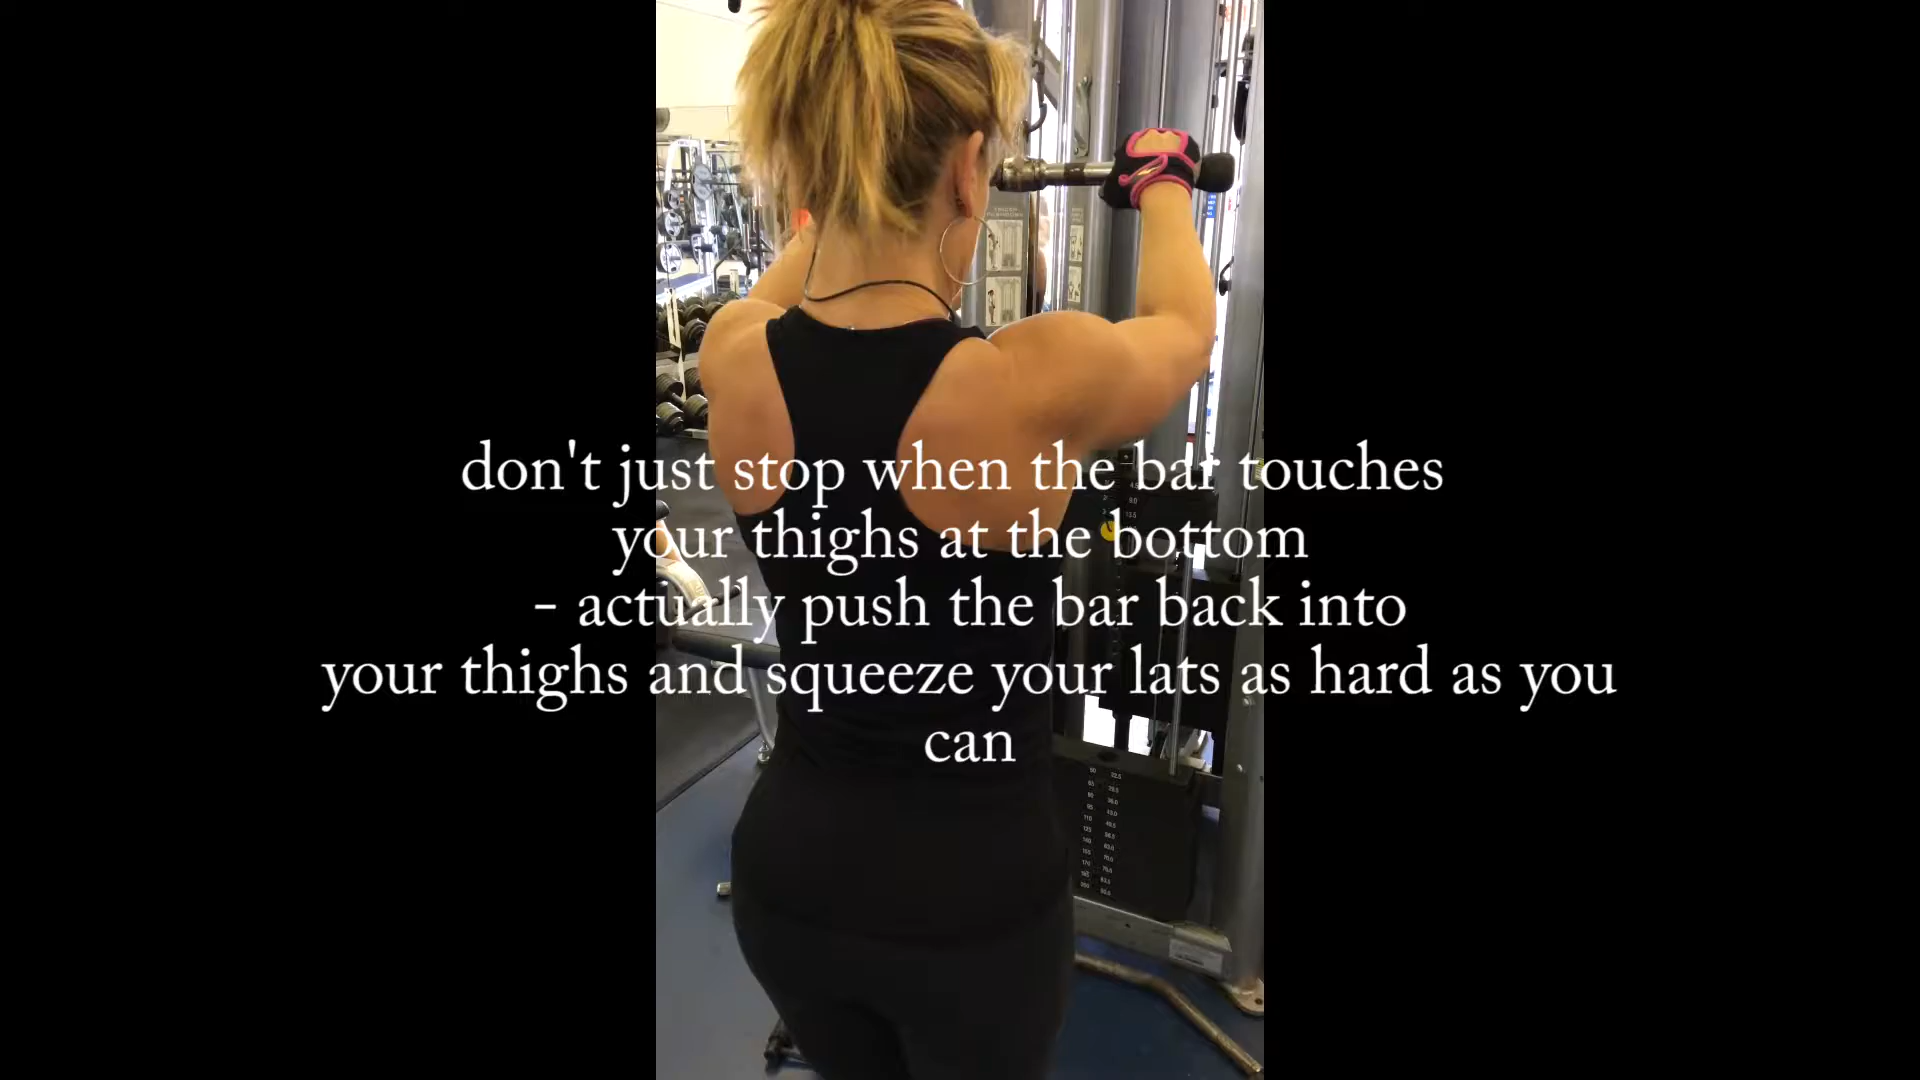 don't just stop when the bar touches
your thighs at the bottom
- actually push the bar back into
your thighs and squeeze your lats as hard as you
can